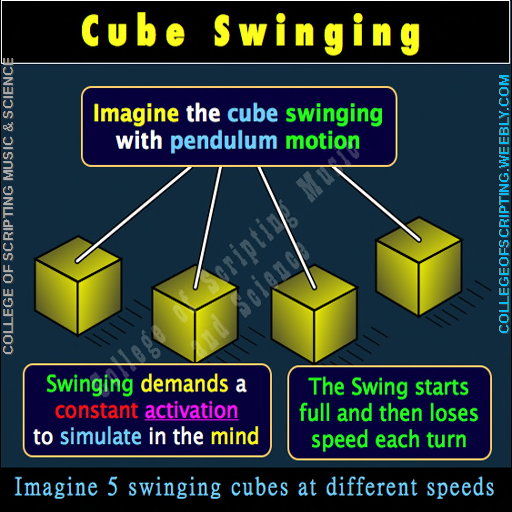 Cube Swinging
COLLEGE OF SCRIPTING MUSIC & SCIENCE
COLLEGEOFSCRIPTING.WEEBLY.COM
Imagine the cube swinging
with pendulum motion
College of Scripting Music
and Science
Swinging demands a
constant activation
to simulate in the mind
The Swing starts
full and then loses
speed each turn
Imagine 5 swinging cubes at different speeds